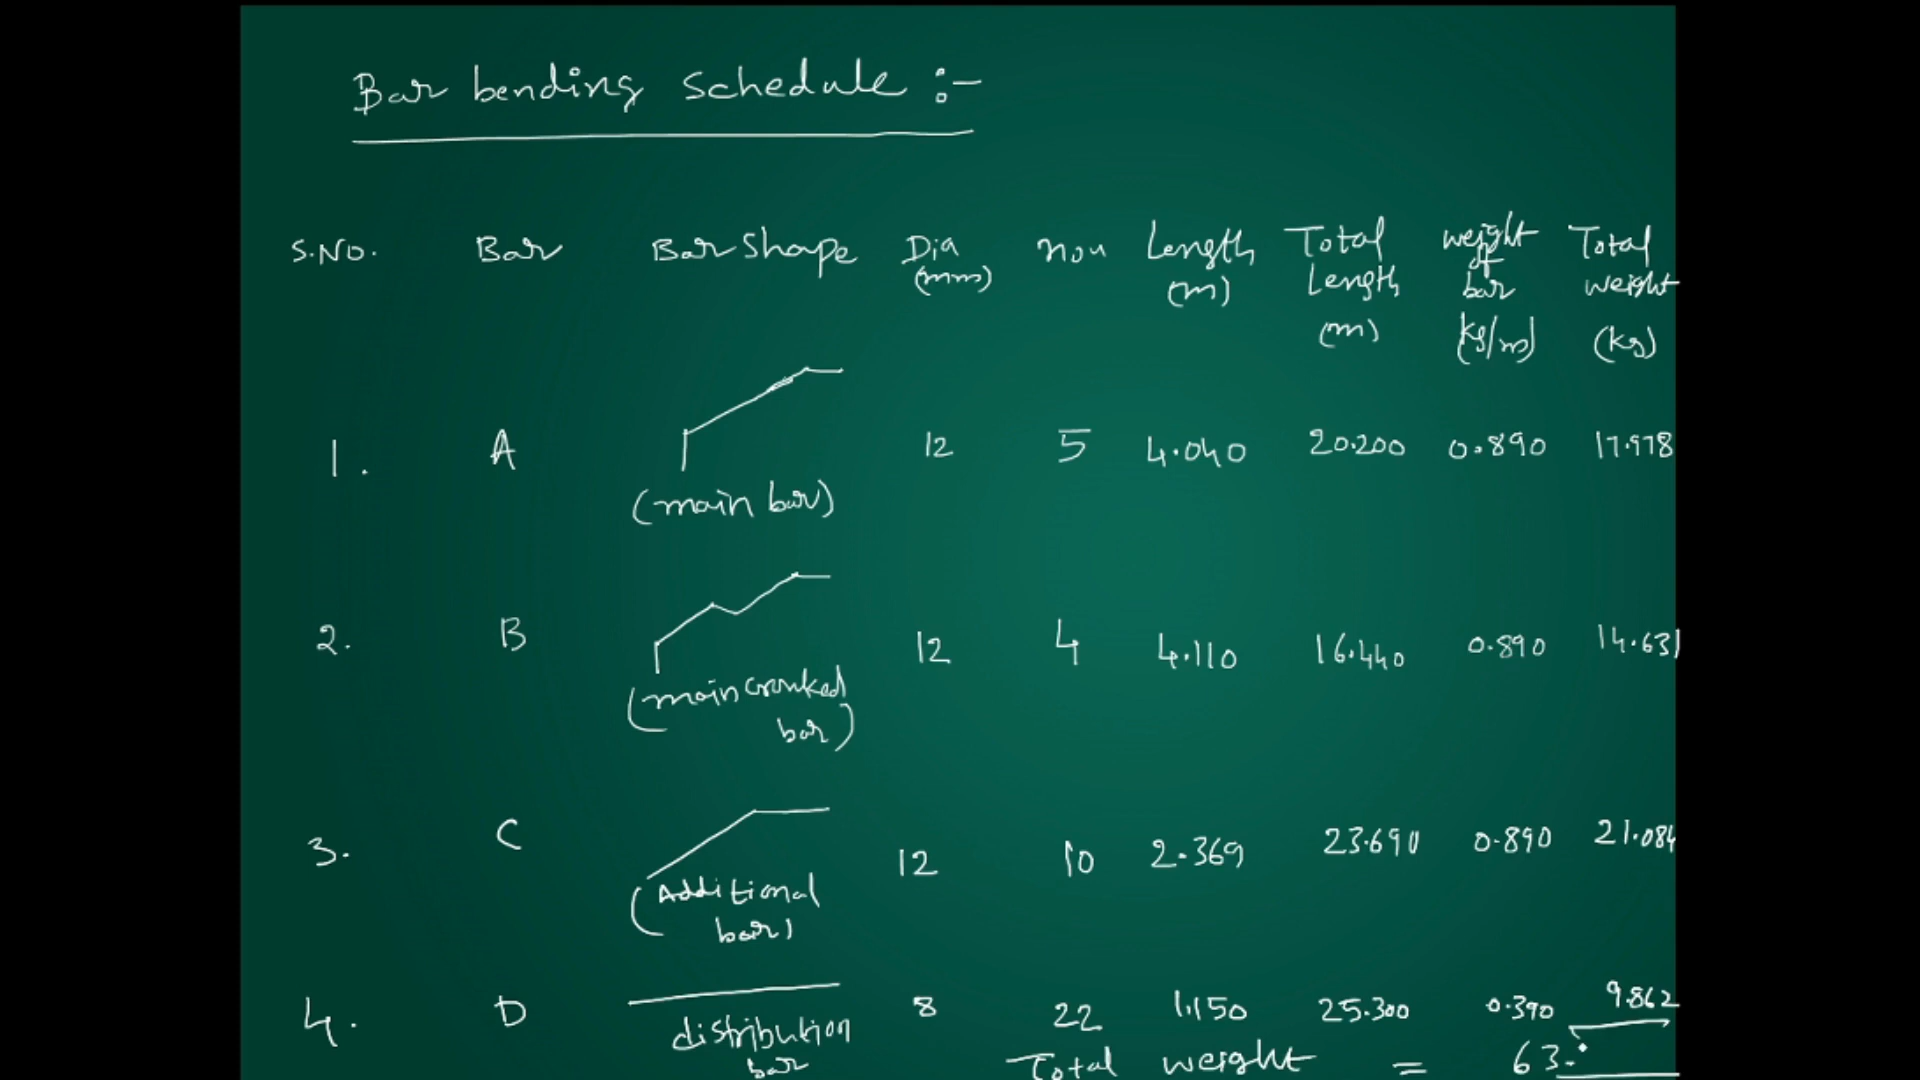 Bar bending schedule :-
S.No. Bar Bar Shape Dia (mm) nou Length (m) Total Length (m) weight of bar (kg/m) Total weight (kg)
1. A 12 5 4.040 20.200 0.890 17.978
(main bar)
2. B 12 4 4.110 16.440 0.890 14.631
(main cranked
bar)
3. C 12 10 2.369 23.690 0.890 21.084
(Additional
bar)
4. D 8 22 1.150 25.300 0.390 9.862
distribution
bar
Total weight = 63.